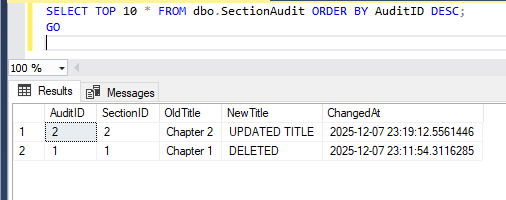 SELECT TOP 10 * FROM dbo.SectionAudit ORDER BY AuditID DESC;
GO
100 %
Results Messages
AuditID SectionID OldTitle NewTitle ChangedAt
1 2 2 Chapter 2 UPDATED TITLE 2025-12-07 23:19:12.5561446
2 1 1 Chapter 1 DELETED 2025-12-07 23:11:54.3116285